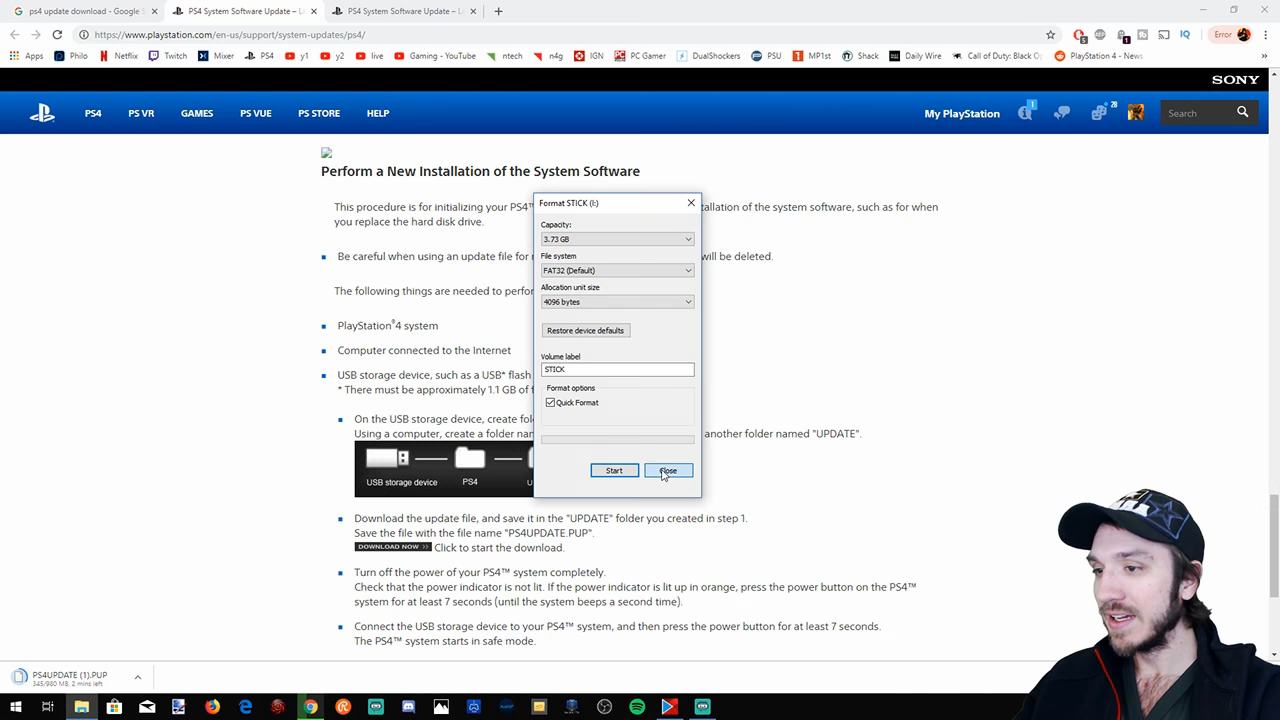 ps4 update download - Google S
PS4 System Software Update – L
PS4 System Software Update – L
https://www.playstation.com/en-us/support/system-updates/ps4/
Error
Apps
Philo
Netflix
Twitch
Mixer
PS4
y1
y2
live
Gaming - YouTube
ntech
n4g
IGN
PC Gamer
DualShockers
PSU
MP1st
Shack
Daily Wire
Call of Duty: Black Op
PlayStation 4 - News
SONY
PS4
PS VR
GAMES
PS VUE
PS STORE
HELP
My PlayStation
1
28
Search
Perform a New Installation of the System Software
This procedure is for initializing your PS4™
tallation of the system software, such as for when
you replace the hard disk drive.
Be careful when using an update file for
will be deleted.
The following things are needed to perfor
PlayStation®4 system
Computer connected to the Internet
USB storage device, such as a USB* flash
* There must be approximately 1.1 GB of f
On the USB storage device, create fol
Using a computer, create a folder nam
another folder named "UPDATE".
USB storage device
PS4
U
Download the update file, and save it in the "UPDATE" folder you created in step 1.
Save the file with the file name "PS4UPDATE.PUP".
DOWNLOAD NOW >> Click to start the download.
Turn off the power of your PS4™ system completely.
Check that the power indicator is not lit. If the power indicator is lit up in orange, press the power button on the PS4™
system for at least 7 seconds (until the system beeps a second time).
Connect the USB storage device to your PS4™ system, and then press the power button for at least 7 seconds.
The PS4™ system starts in safe mode.
Format STICK (I:)
Capacity:
3.73 GB
File system
FAT32 (Default)
Allocation unit size
4096 bytes
Restore device defaults
Volume label
STICK
Format options
Quick Format
Start
Close
PS4UPDATE (1).PUP
345/980 MB, 2 mins left